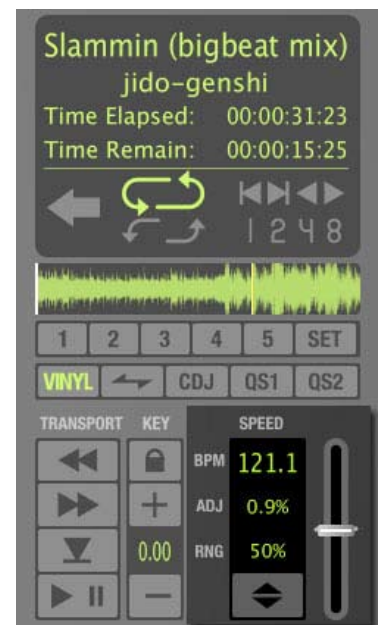 Slammin (bigbeat mix)
jido-genshi
Time Elapsed: 00:00:31:23
Time Remain: 00:00:15:25
1 2 4 8
1 2 3 4 5 SET
VINYL CDJ QS1 QS2
TRANSPORT KEY SPEED
BPM 121.1
ADJ 0.9%
0.00 RNG 50%